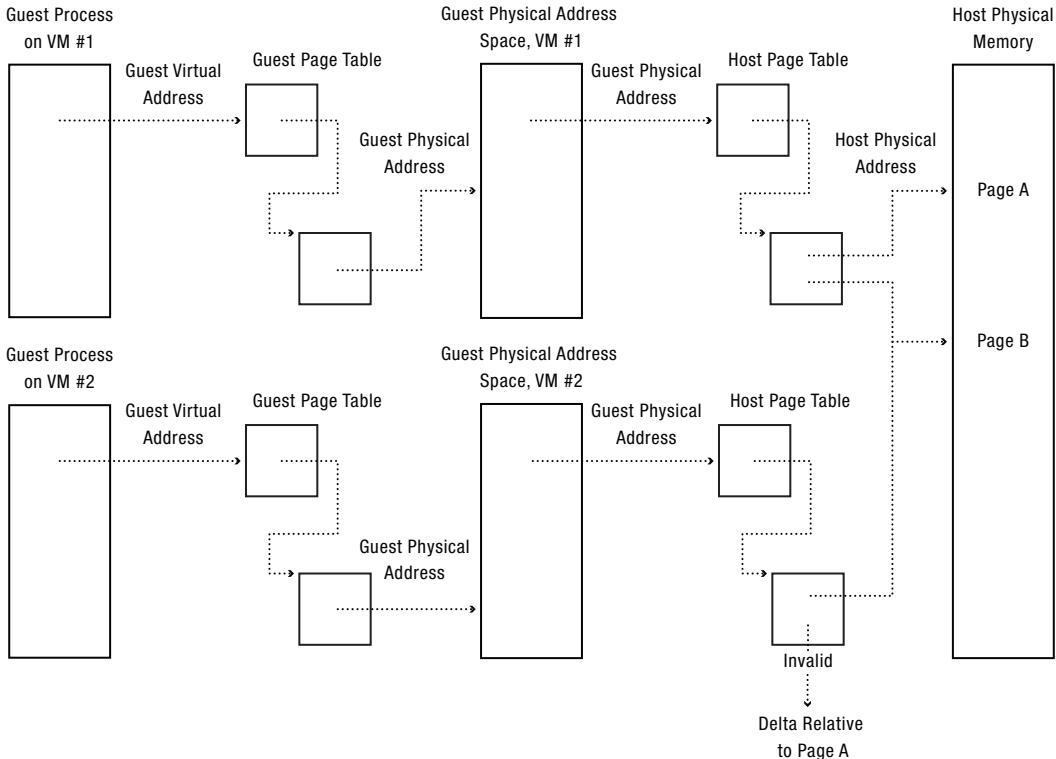 Guest Process
on VM #1
Guest Physical Address
Space, VM #1
Host Physical
Memory
Guest Virtual
Address
Guest Page Table
Guest Physical
Address
Guest Physical
Address
Host Page Table
Host Physical
Address
Page A
Page B
Guest Process
on VM #2
Guest Physical Address
Space, VM #2
Guest Virtual
Address
Guest Page Table
Guest Physical
Address
Guest Physical
Address
Host Page Table
Invalid
Delta Relative
to Page A